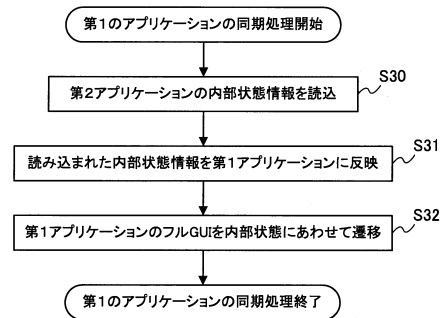 第1のアプリケーションの同期処理開始
S30
第2アプリケーションの内部状態情報を読込
S31
読み込まれた内部状態情報を第1アプリケーションに反映
S32
第1アプリケーションのフルGUIを内部状態にあわせて遷移
第1のアプリケーションの同期処理終了